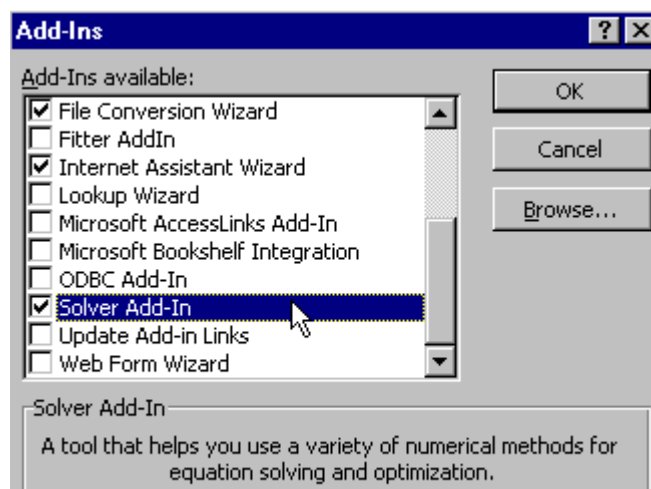 Add-Ins
Add-Ins available:
File Conversion Wizard
Fitter AddIn
Internet Assistant Wizard
Lookup Wizard
Microsoft AccessLinks Add-In
Microsoft Bookshelf Integration
ODBC Add-In
Solver Add-In
Update Add-in Links
Web Form Wizard
OK
Cancel
Browse...
Solver Add-In
A tool that helps you use a variety of numerical methods for
equation solving and optimization.